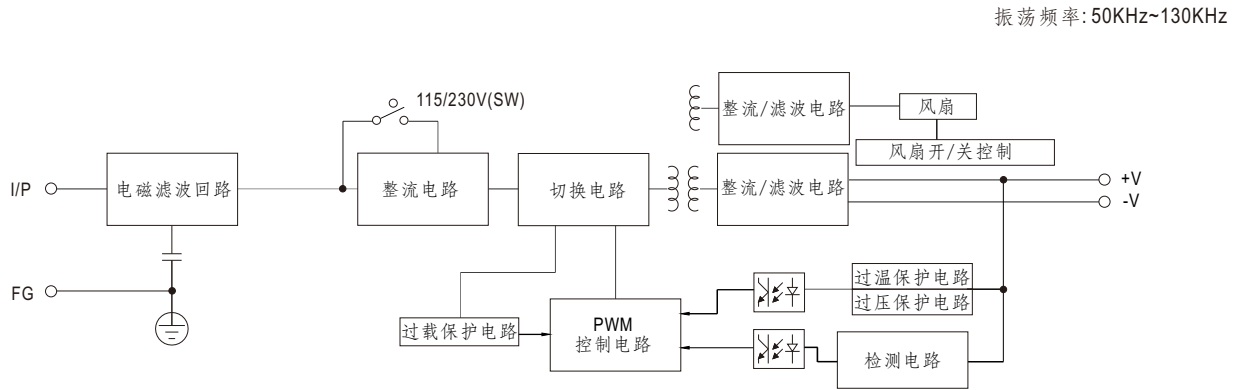 振荡频率: 50KHz~130KHz
115/230V(SW)
整流/滤波电路
风扇
风扇开/关控制
I/P
电磁滤波回路
整流电路
切换电路
整流/滤波电路
+V
-V
FG
过载保护电路
PWM
控制电路
过温保护电路
过压保护电路
检测电路